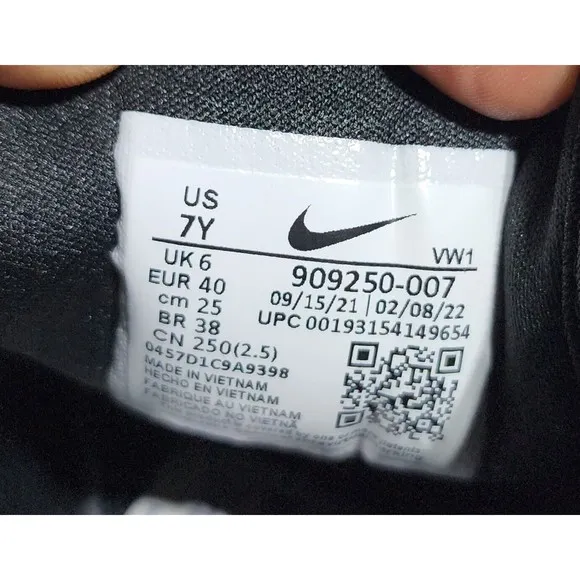 US
7Y
VW1
UK 6
EUR 40
cm 25
BR 38
CN 250(2.5)
909250-007
09/15/21 | 02/08/22
UPC 00193154149654
0457D1C9A9398
MADE IN VIETNAM
HECHO EN VIETNAM
FABRIQUE AU VIETNAM
FABRICADO NO VIETNÃ